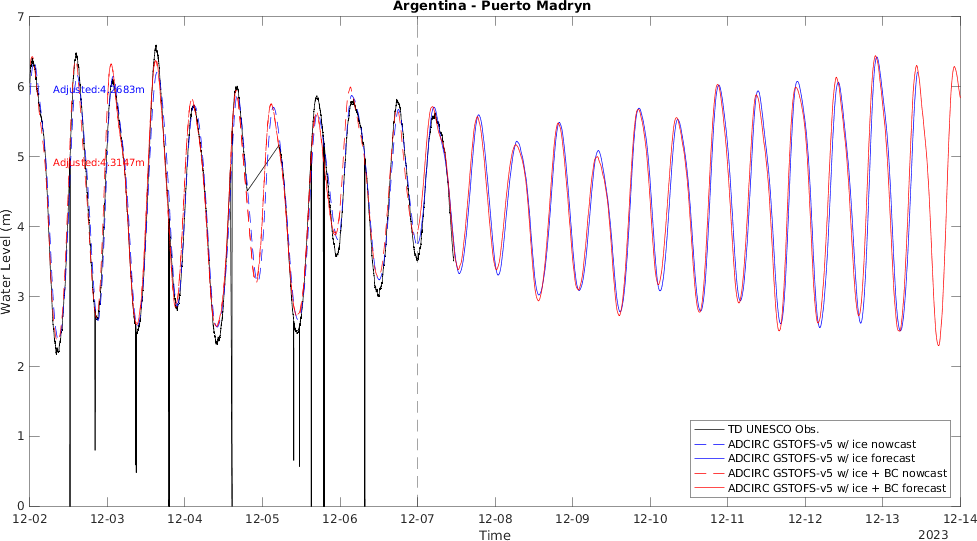 Argentina - Puerto Madryn
7
6
5
4
3
2
1
0
Water Level (m)
Adjusted:4.2683m
Adjusted:4.3147m
TD UNESCO Obs.
ADCIRC GSTOFS-v5 w/ ice nowcast
ADCIRC GSTOFS-v5 w/ ice forecast
ADCIRC GSTOFS-v5 w/ ice + BC nowcast
ADCIRC GSTOFS-v5 w/ ice + BC forecast
12-02 12-03 12-04 12-05 12-06 12-07 12-08 12-09 12-10 12-11 12-12 12-13 12-14
Time
2023